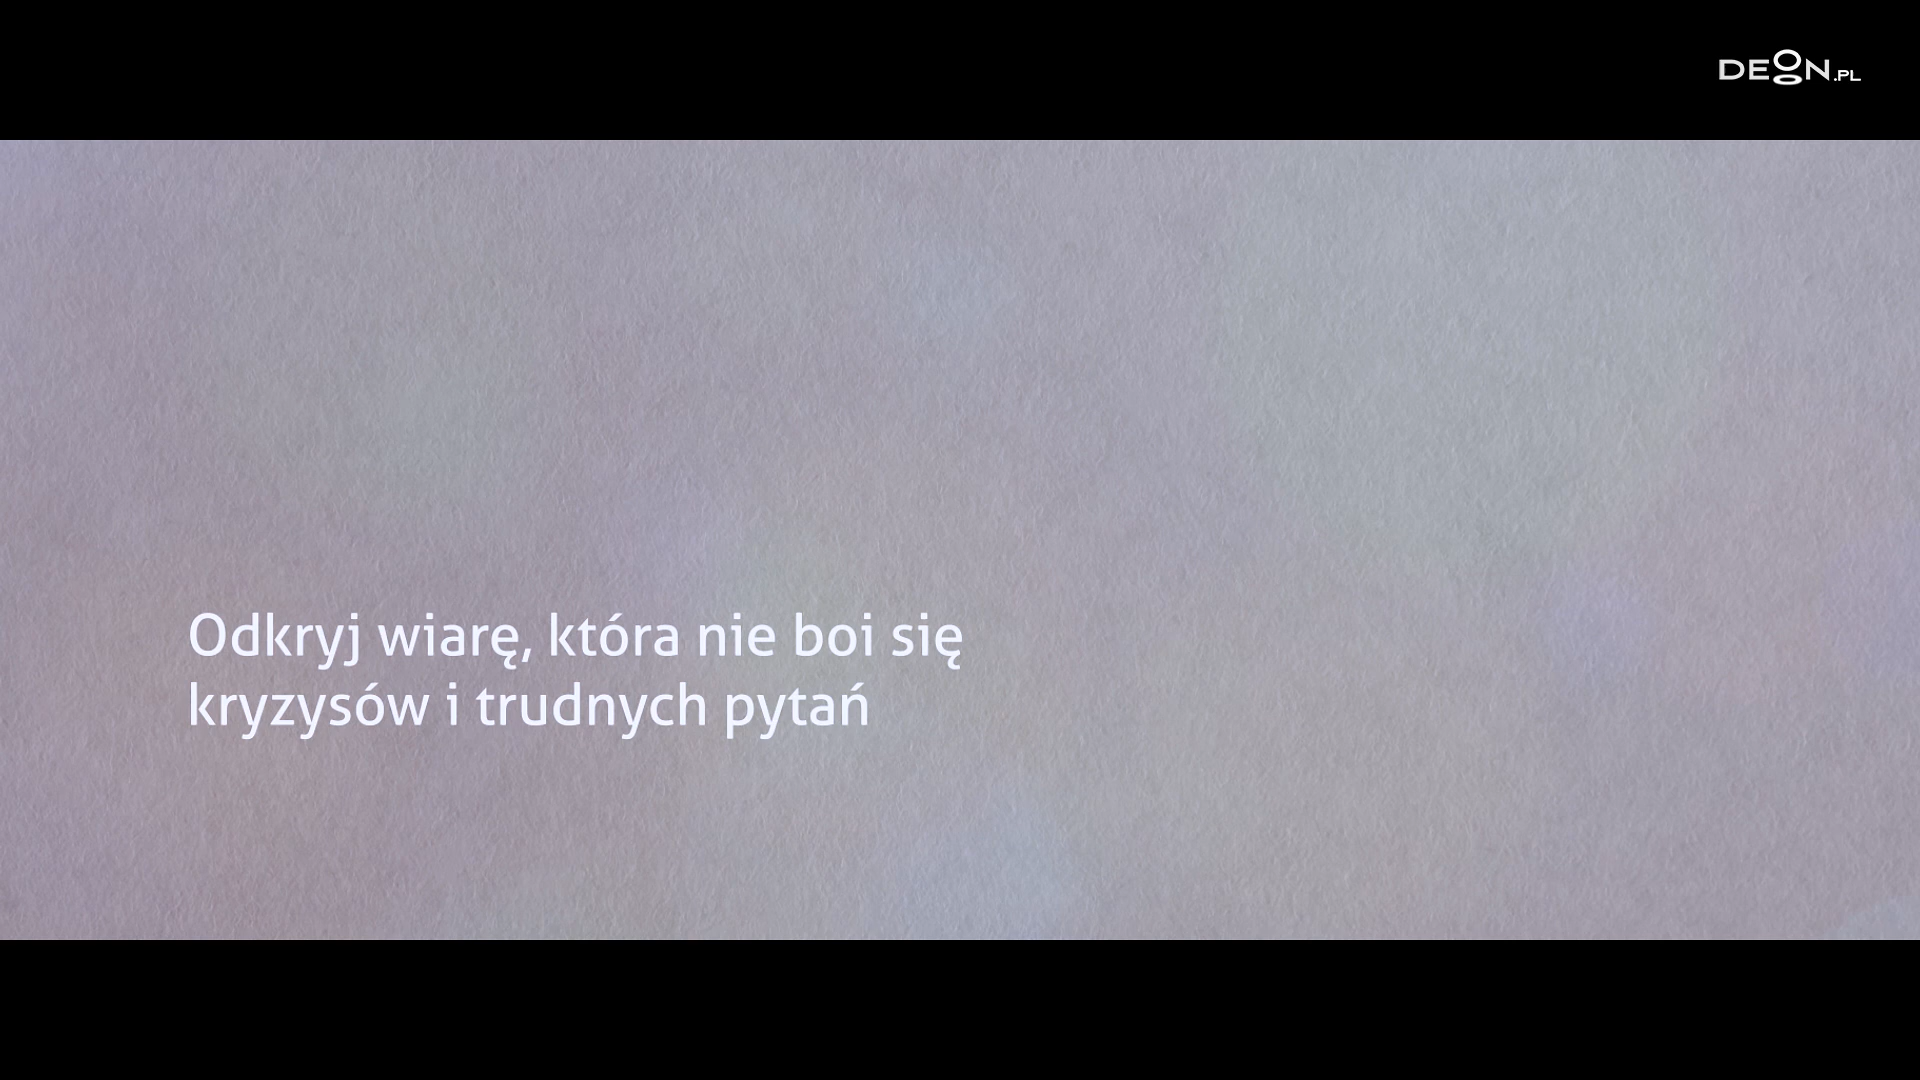 DEON.PL
Odkryj wiarę, która nie boi się
kryzysów i trudnych pytań